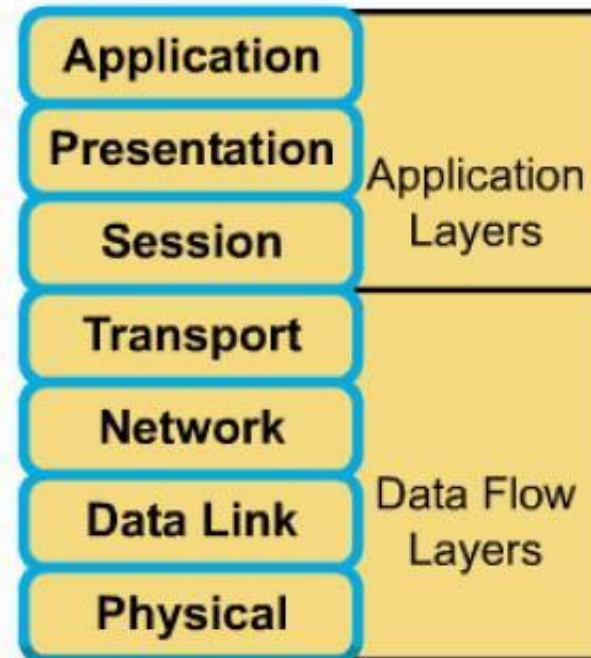 Application
Presentation
Session
Application
Layers
Transport
Network
Data Link
Physical
Data Flow
Layers